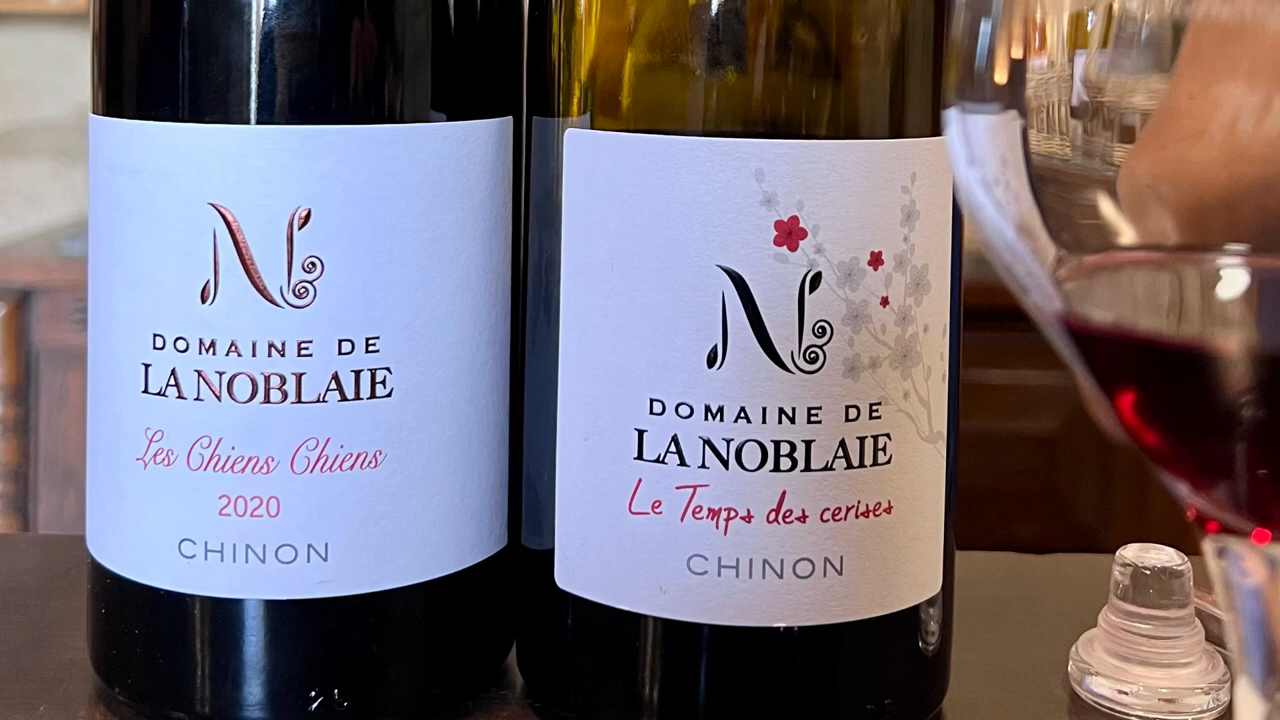 DOMAINE DE
LA NOBLAIE
Les Chiens Chiens
2020
CHINON
DOMAINE DE
LA NOBLAIE
Le Temps des cerises
CHINON